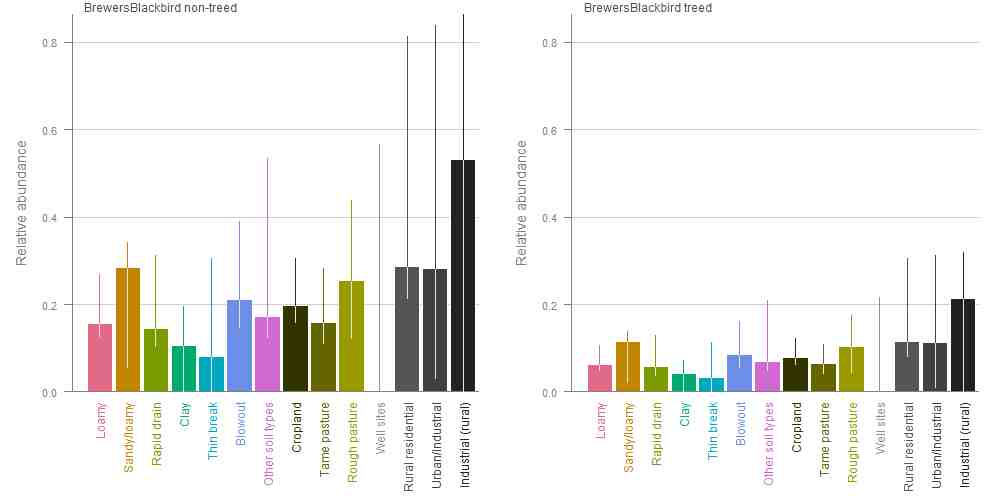 BrewersBlackbird non-treed
BrewersBlackbird treed
Relative abundance
0.8
0.6
0.4
0.2
0.0
Loamy
Sandy/loamy
Rapid drain
Clay
Thin break
Blowout
Other soil types
Cropland
Tame pasture
Rough pasture
Well sites
Rural residential
Urban/Industrial
Industrial (rural)
Relative abundance
0.8
0.6
0.4
0.2
0.0
Loamy
Sandy/loamy
Rapid drain
Clay
Thin break
Blowout
Other soil types
Cropland
Tame pasture
Rough pasture
Well sites
Rural residential
Urban/Industrial
Industrial (rural)